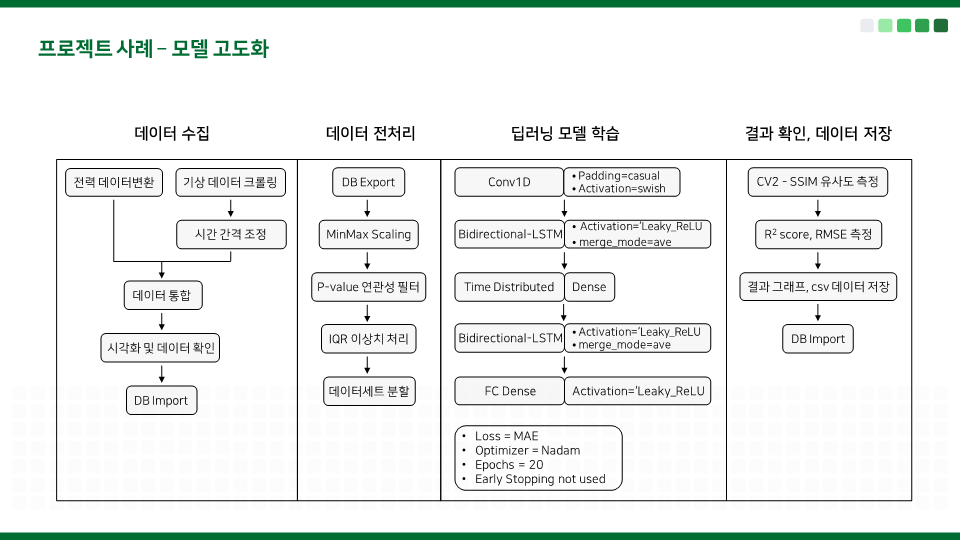 프로젝트 사례 – 모델 고도화
데이터 수집
전력 데이터변환
기상 데이터 크롤링
시간 간격 조정
데이터 통합
시각화 및 데이터 확인
DB Import
데이터 전처리
DB Export
MinMax Scaling
P-value 연관성 필터
IQR 이상치 처리
데이터세트 분할
딥러닝 모델 학습
Conv1D
• Padding=casual
• Activation=swish
Bidirectional-LSTM
• Activation='Leaky_ReLU
• merge_mode=ave
Time Distributed
Dense
Bidirectional-LSTM
• Activation='Leaky_ReLU
• merge_mode=ave
FC Dense
Activation='Leaky_ReLU
• Loss = MAE
• Optimizer = Nadam
• Epochs = 20
• Early Stopping not used
결과 확인, 데이터 저장
CV2 - SSIM 유사도 측정
R² score, RMSE 측정
결과 그래프, csv 데이터 저장
DB Import